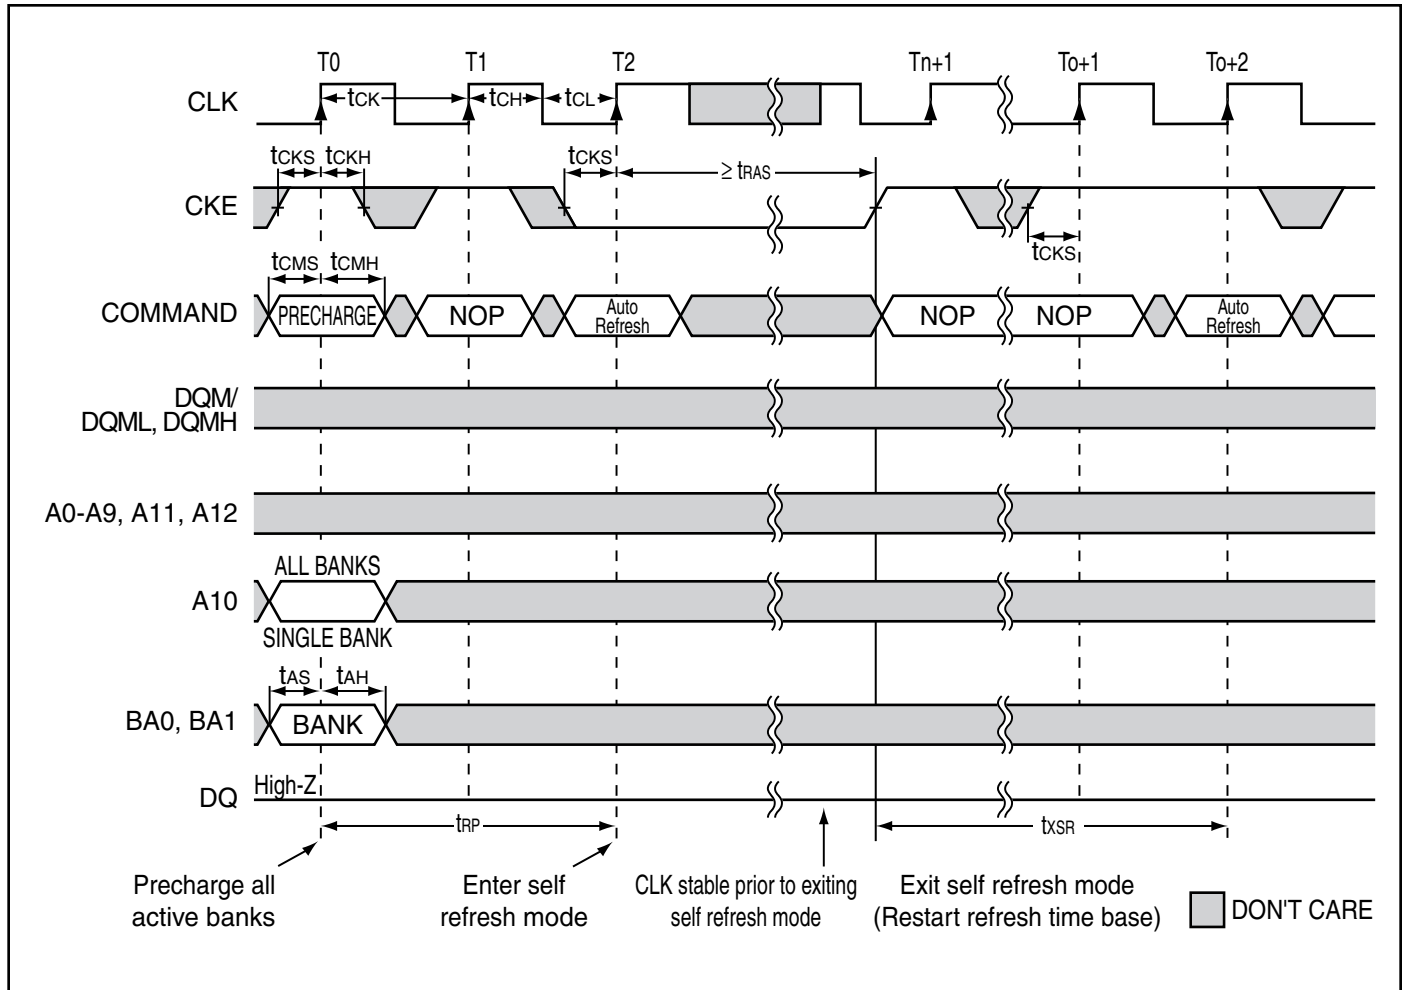 T0 T1 T2 Tn+1 To+1 To+2
CLK tCK tCH tCL
tCKS tCKH tCKS ≥ tRAS
CKE
tCKS
tCMS tCMH
COMMAND PRECHARGE NOP Auto Refresh NOP NOP Auto Refresh
DQM/
DQML, DQMH
A0-A9, A11, A12
ALL BANKS
A10
SINGLE BANK
tAS tAH
BA0, BA1 BANK
DQ High-Z
tRP tXSR
Precharge all
active banks
Enter self
refresh mode
CLK stable prior to exiting
self refresh mode
Exit self refresh mode
(Restart refresh time base)
DON'T CARE